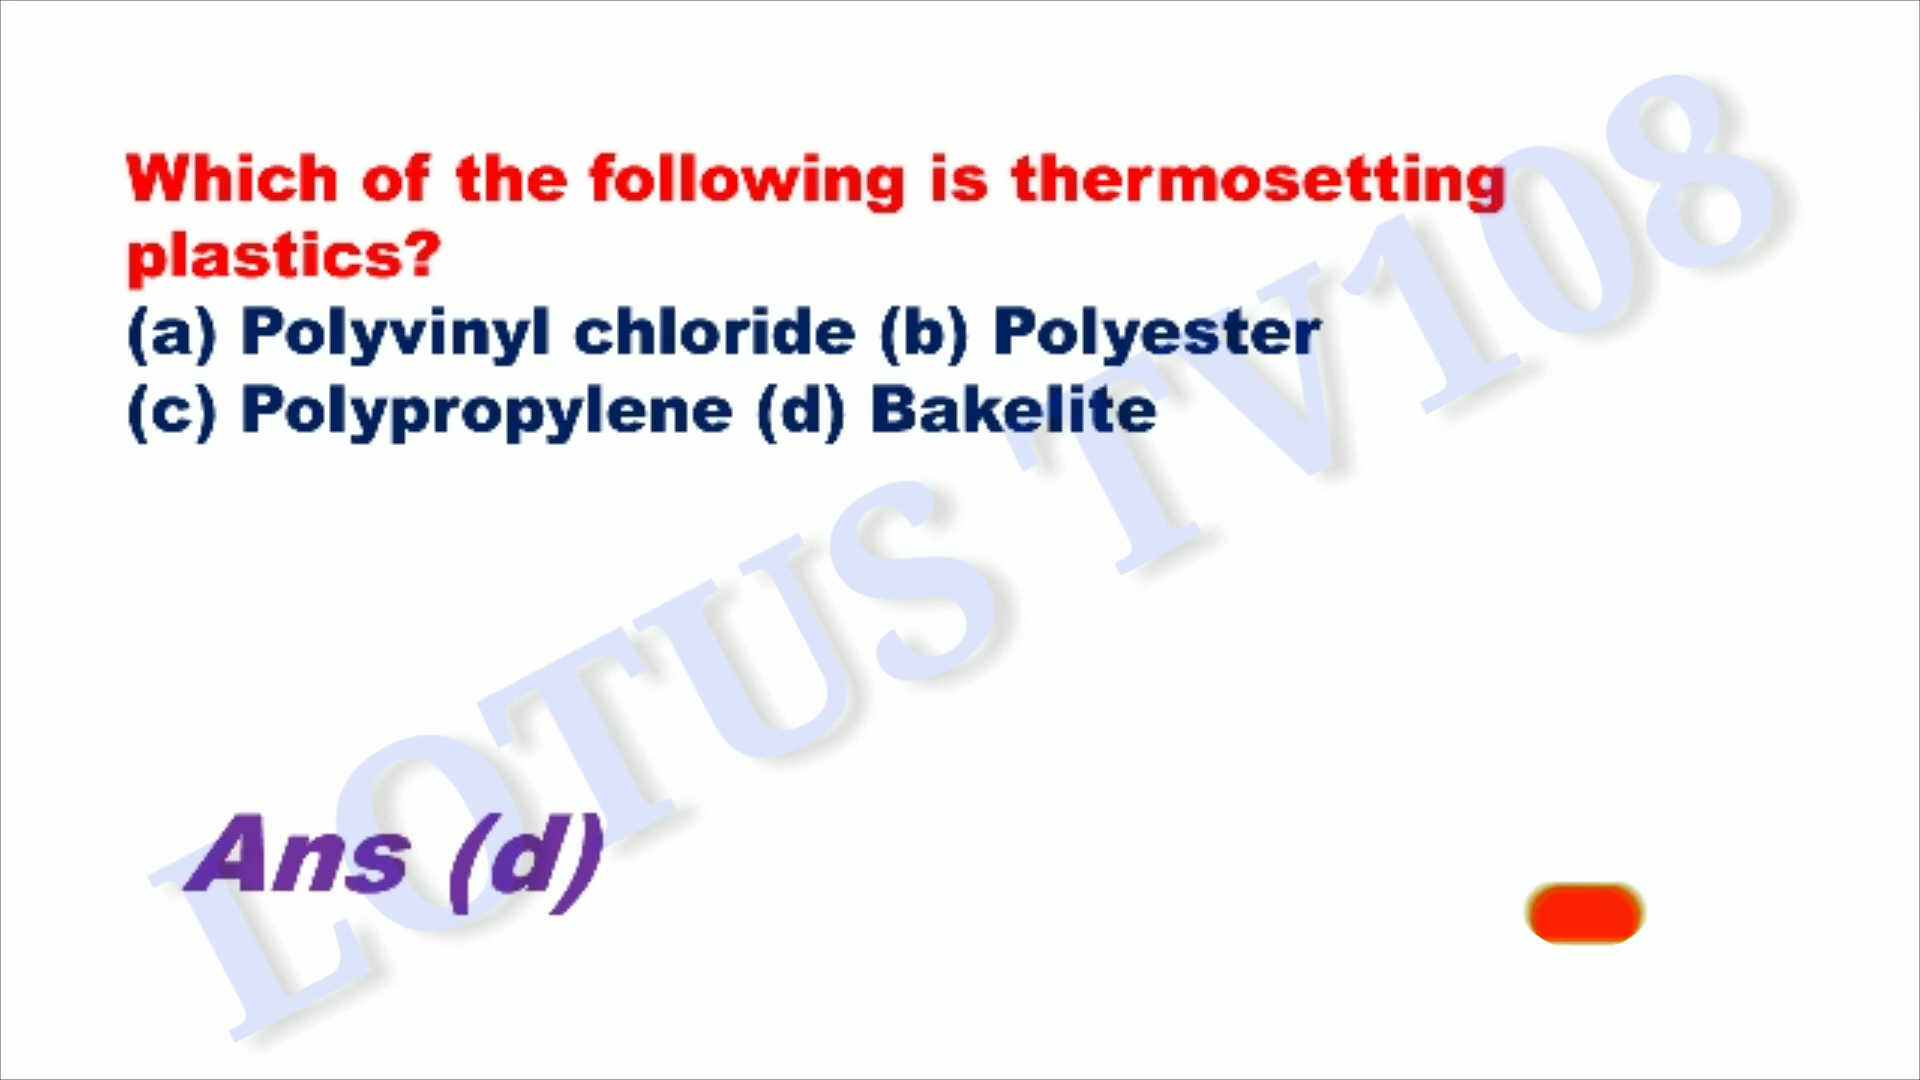 Which of the following is thermosetting
plastics?
(a) Polyvinyl chloride (b) Polyester
(c) Polypropylene (d) Bakelite
Ans (d)
LOTUS TV108